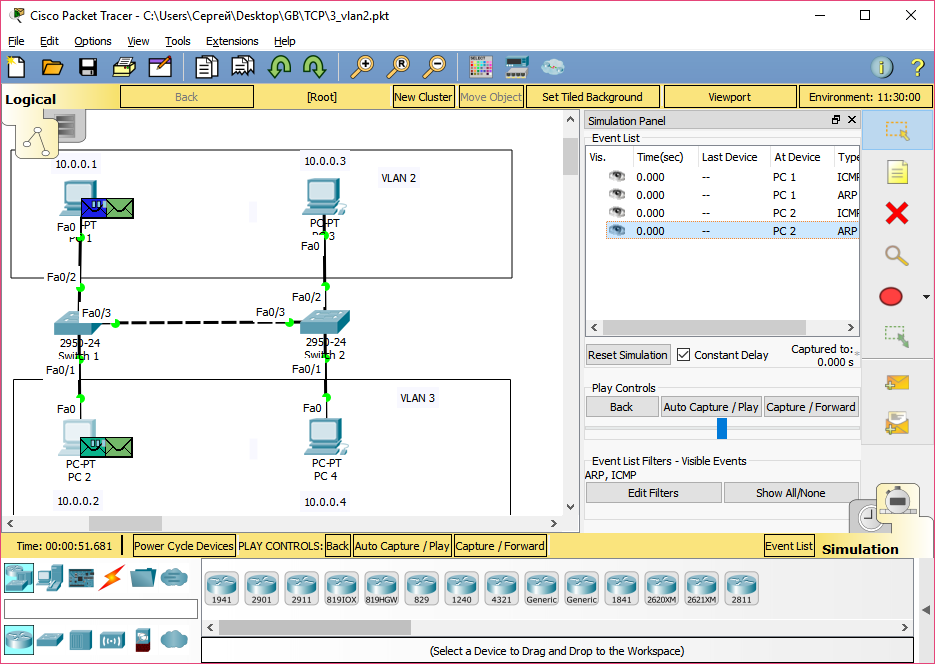 Cisco Packet Tracer - C:\Users\Сергей\Desktop\GB\TCP\3_vlan2.pkt
File Edit Options View Tools Extensions Help
Logical Back [Root] New Cluster Move Object Set Tiled Background Viewport Environment: 11:30:00
10.0.0.1
10.0.0.3
VLAN 2
Fa0
-PT
PC 1
PC-PT
PC 3
Fa0
Fa0/2
Fa0/2
Fa0/3
Fa0/3
2950-24
Switch 1
2950-24
Switch 2
Fa0/1
Fa0/1
VLAN 3
Fa0
Fa0
PC-PT
PC 2
PC-PT
PC 4
10.0.0.2
10.0.0.4
Simulation Panel
Event List
Vis. Time(sec) Last Device At Device Type
0.000 -- PC 1 ICM
0.000 -- PC 1 ARP
0.000 -- PC 2 ICM
0.000 -- PC 2 ARP
Reset Simulation Constant Delay Captured to: *
0.000 s
Play Controls
Back Auto Capture / Play Capture / Forward
Event List Filters - Visible Events
ARP, ICMP
Edit Filters Show All/None
Time: 00:00:51.681 Power Cycle Devices PLAY CONTROLS: Back Auto Capture / Play Capture / Forward Event List Simulation
1941 2901 2911 819IOX 819HGW 829 1240 4321 Generic Generic 1841 2620XM 2621XM 2811
(Select a Device to Drag and Drop to the Workspace)